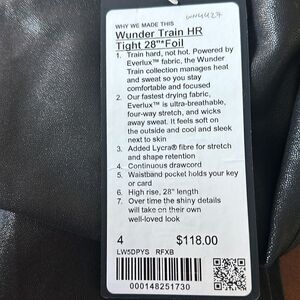 WHY WE MADE THIS
Wunder Train HR
Tight 28"*Foil
1. Train hard, not hot. Powered by
Everlux™ fabric, the Wunder
Train collection manages heat
and sweat so you stay
comfortable and focused
2. Our fastest drying fabric,
Everlux™ is ultra-breathable,
four-way stretch, and wicks
away sweat. It feels soft on
the outside and cool and sleek
next to skin
3. Added Lycra® fibre for stretch
and shape retention
4. Continuous drawcord
5. Waistband pocket holds your key
or card
6. High rise, 28" length
7. Over time the shiny details
will take on their own
well-loved look
4 $118.00
LW5DPYS RFXB
000148251730